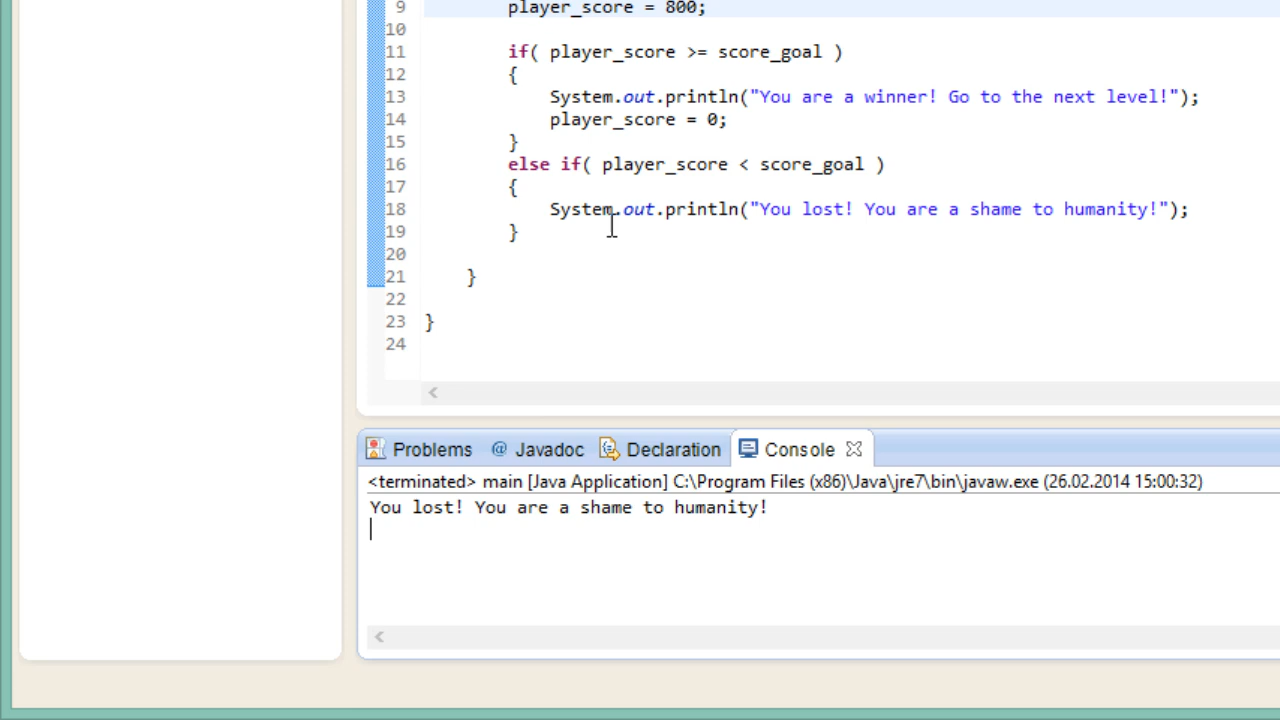 9 player_score = 800;
10
11 if( player_score >= score_goal )
12 {
13 System.out.println("You are a winner! Go to the next level!");
14 player_score = 0;
15 }
16 else if( player_score < score_goal )
17 {
18 System.out.println("You lost! You are a shame to humanity!");
19 }
20
21 }
22
23 }
24
Problems @ Javadoc Declaration Console
<terminated> main [Java Application] C:\Program Files (x86)\Java\jre7\bin\javaw.exe (26.02.2014 15:00:32)
You lost! You are a shame to humanity!